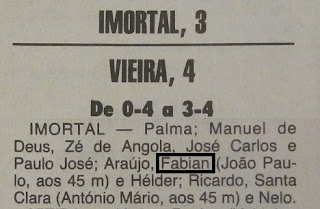 IMORTAL, 3
VIEIRA, 4
De 0-4 a 3-4
IMORTAL — Palma; Manuel de
Deus, Zé de Angola, José Carlos e
Paulo José; Araújo, Fabian (João Pau-
lo, aos 45 m) e Hélder; Ricardo, Santa
Clara (António Mário, aos 45 m) e Nelo.